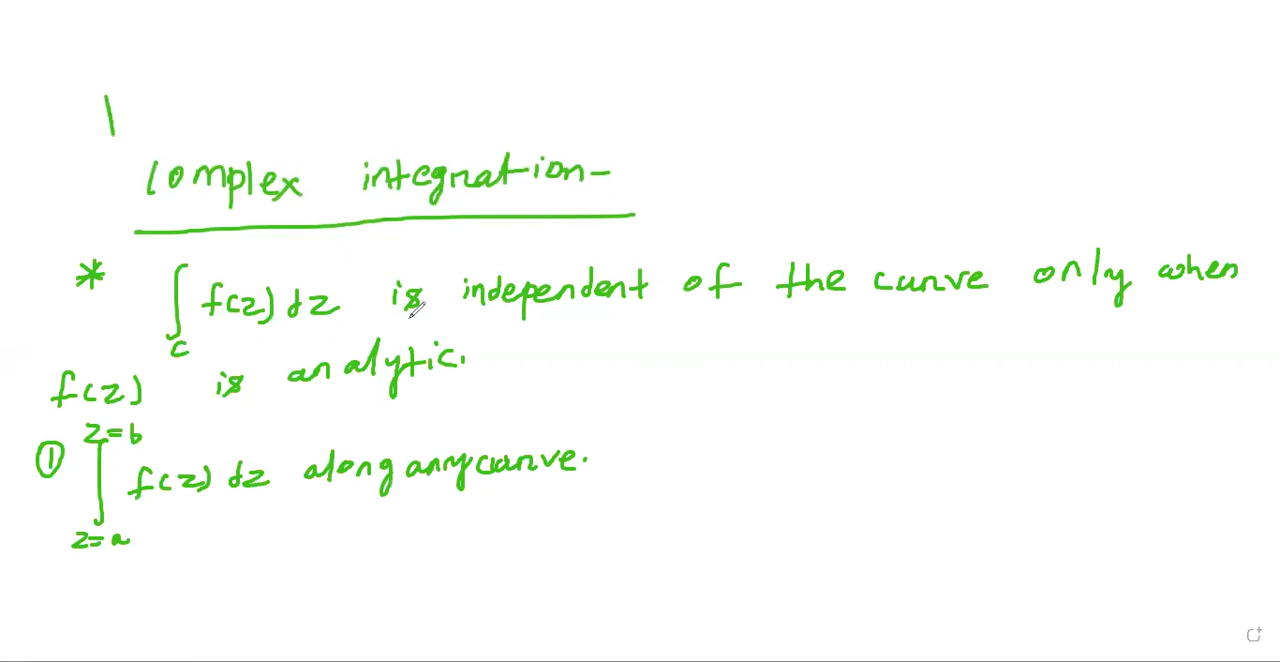 Complex integration-
* ∫_C f(z) dz is independent of the curve only when
f(z) is analytic.
① ∫_{z=a}^{z=b} f(z) dz along any curve.